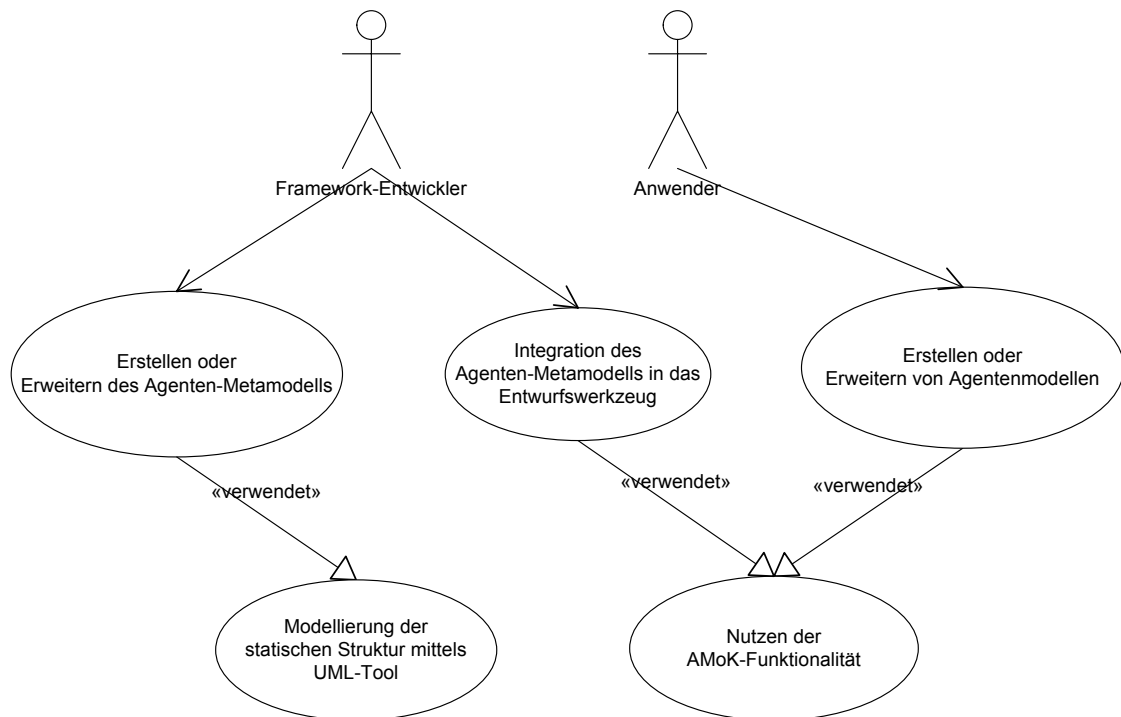 Framework-Entwickler
Anwender
Erstellen oder
Erweitern des Agenten-Metamodells
Integration des
Agenten-Metamodells in das
Entwurfswerkzeug
Erstellen oder
Erweitern von Agentenmodellen
«verwendet»
«verwendet»
«verwendet»
Modellierung der
statischen Struktur mittels
UML-Tool
Nutzen der
AMoK-Funktionalität